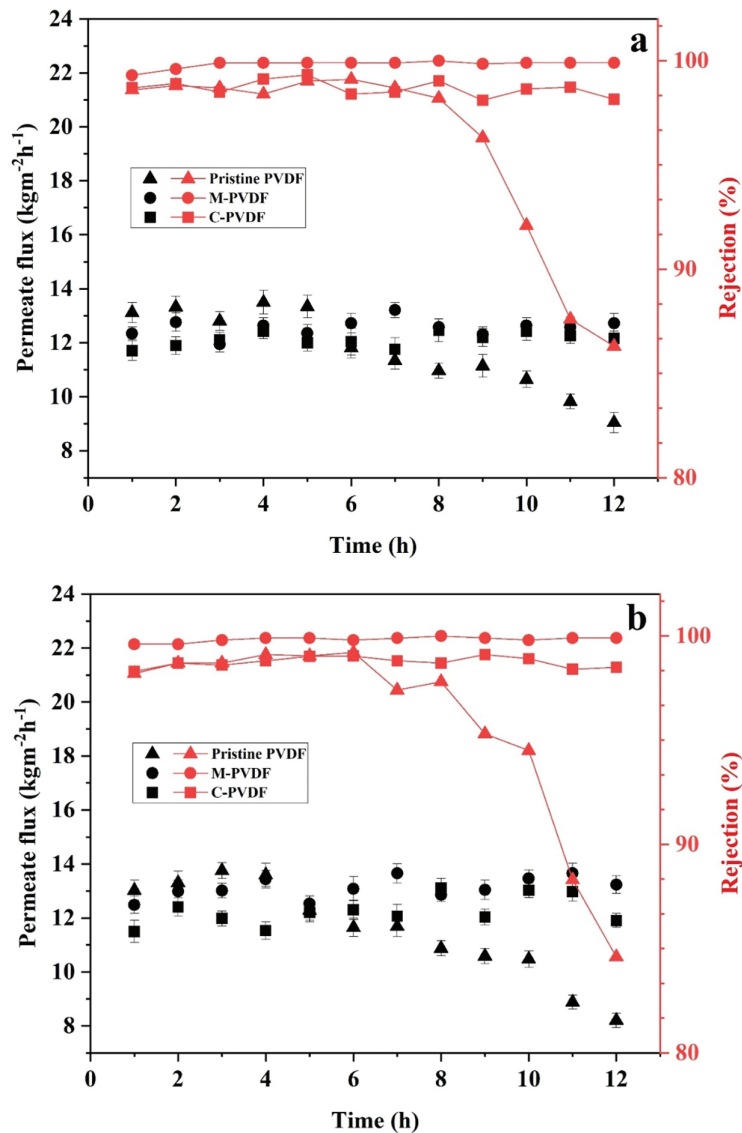 a
24
22
20
18
16
14
12
10
8
Permeate flux (kgm⁻²h⁻¹)
100
90
80
Rejection (%)
Pristine PVDF
M-PVDF
C-PVDF
0 2 4 6 8 10 12
Time (h)
b
24
22
20
18
16
14
12
10
8
Permeate flux (kgm⁻²h⁻¹)
100
90
80
Rejection (%)
Pristine PVDF
M-PVDF
C-PVDF
0 2 4 6 8 10 12
Time (h)